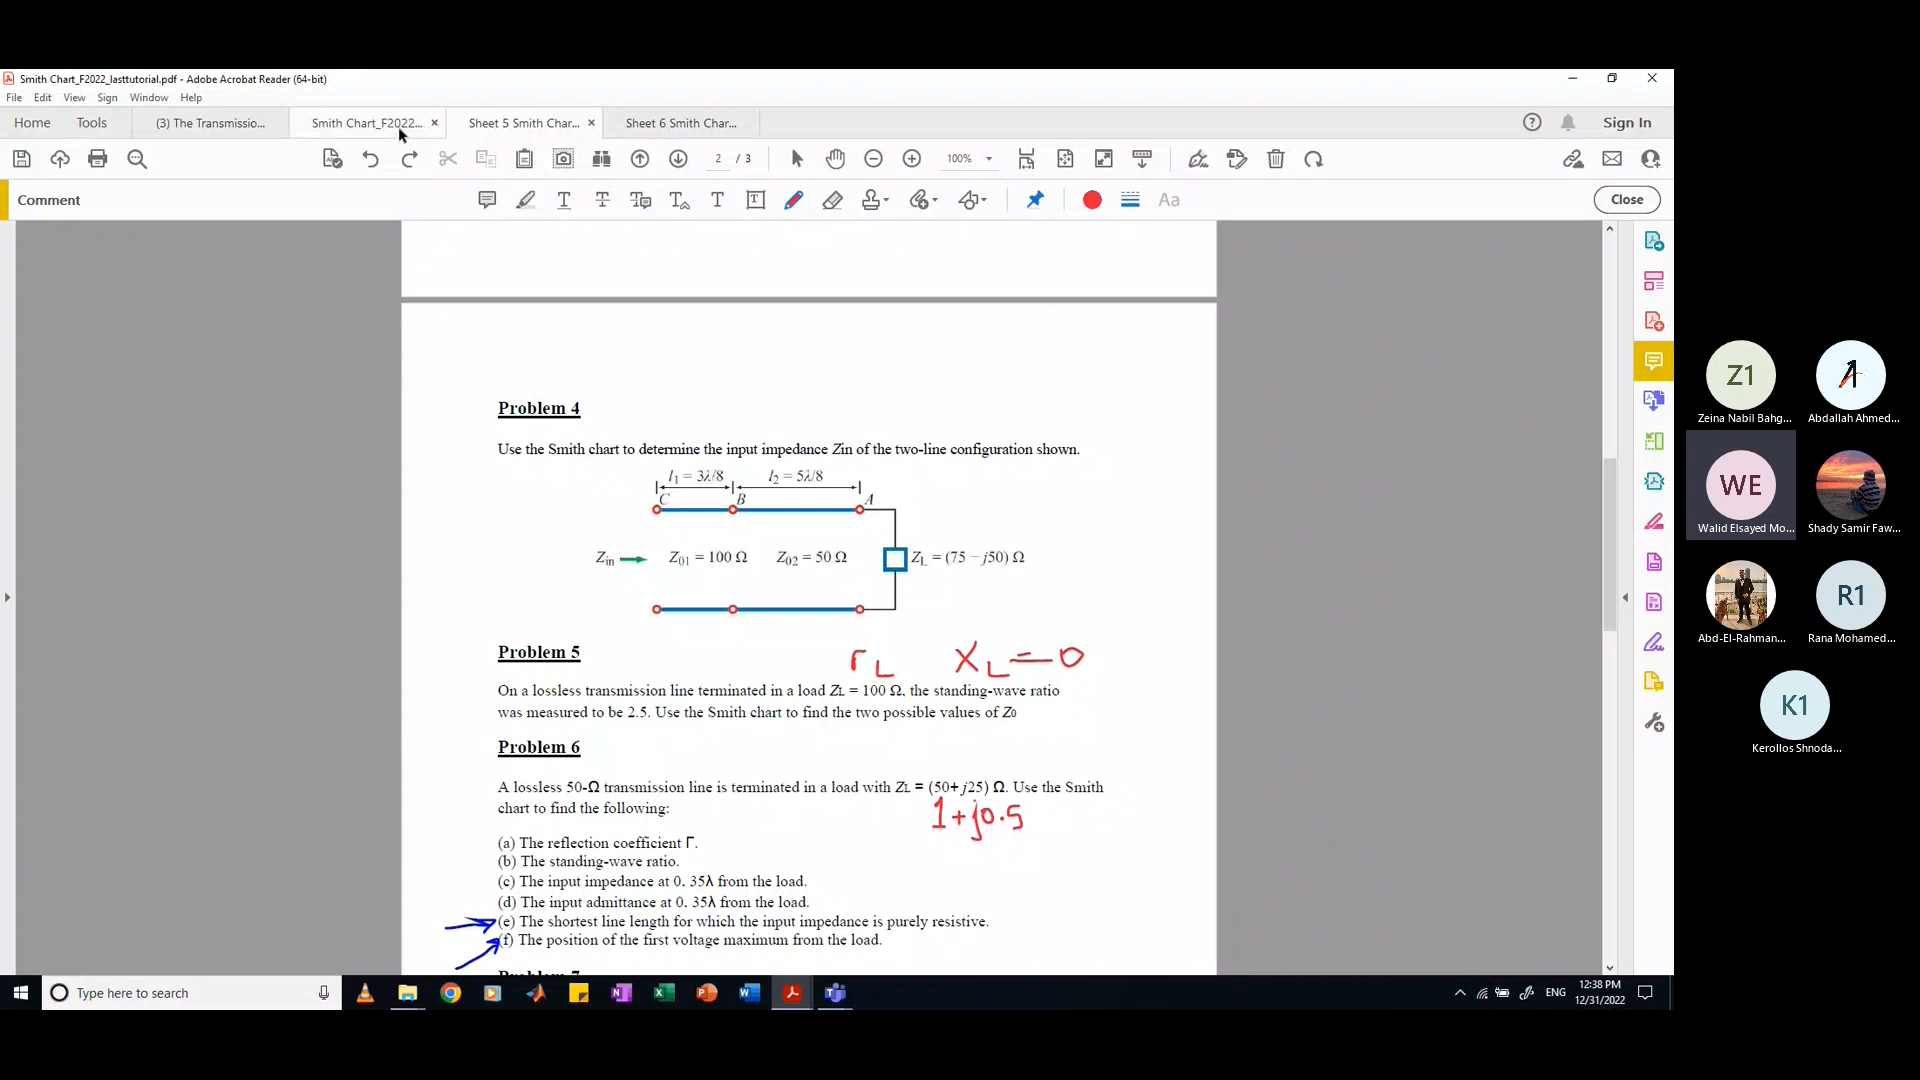 Smith Chart_F2022_lasttutorial.pdf - Adobe Acrobat Reader (64-bit)
File Edit View Sign Window Help
Home Tools (3) The Transmissio... Smith Chart_F2022... × Sheet 5 Smith Char... × Sheet 6 Smith Char... Sign In
2 / 3 100%
Comment Aa Close
Problem 4
Use the Smith chart to determine the input impedance Zin of the two-line configuration shown.
l1 = 3λ/8 l2 = 5λ/8
C B A
Zin Z01 = 100 Ω Z02 = 50 Ω ZL = (75 − j50) Ω
Problem 5
rL XL = 0
On a lossless transmission line terminated in a load ZL = 100 Ω, the standing-wave ratio
was measured to be 2.5. Use the Smith chart to find the two possible values of Z0
Problem 6
A lossless 50-Ω transmission line is terminated in a load with ZL = (50+ j25) Ω. Use the Smith
chart to find the following:
1+j0.5
(a) The reflection coefficient Γ.
(b) The standing-wave ratio.
(c) The input impedance at 0. 35λ from the load.
(d) The input admittance at 0. 35λ from the load.
(e) The shortest line length for which the input impedance is purely resistive.
(f) The position of the first voltage maximum from the load.
Problem 7
Z1
Zeina Nabil Bahg...
Abdallah Ahmed...
WE
Walid Elsayed Mo...
Shady Samir Faw...
Abd-El-Rahman...
R1
Rana Mohamed...
K1
Kerollos Shnoda...
Type here to search
ENG
12:38 PM
12/31/2022